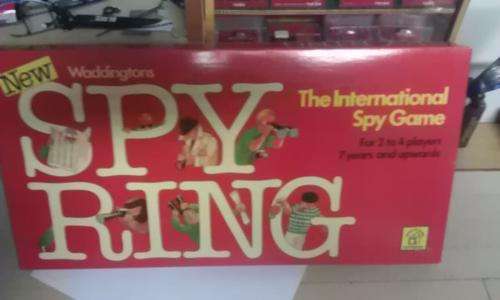 New
Waddingtons
SPY
RING
The International
Spy Game
For 2 to 4 players
7 years and upwards